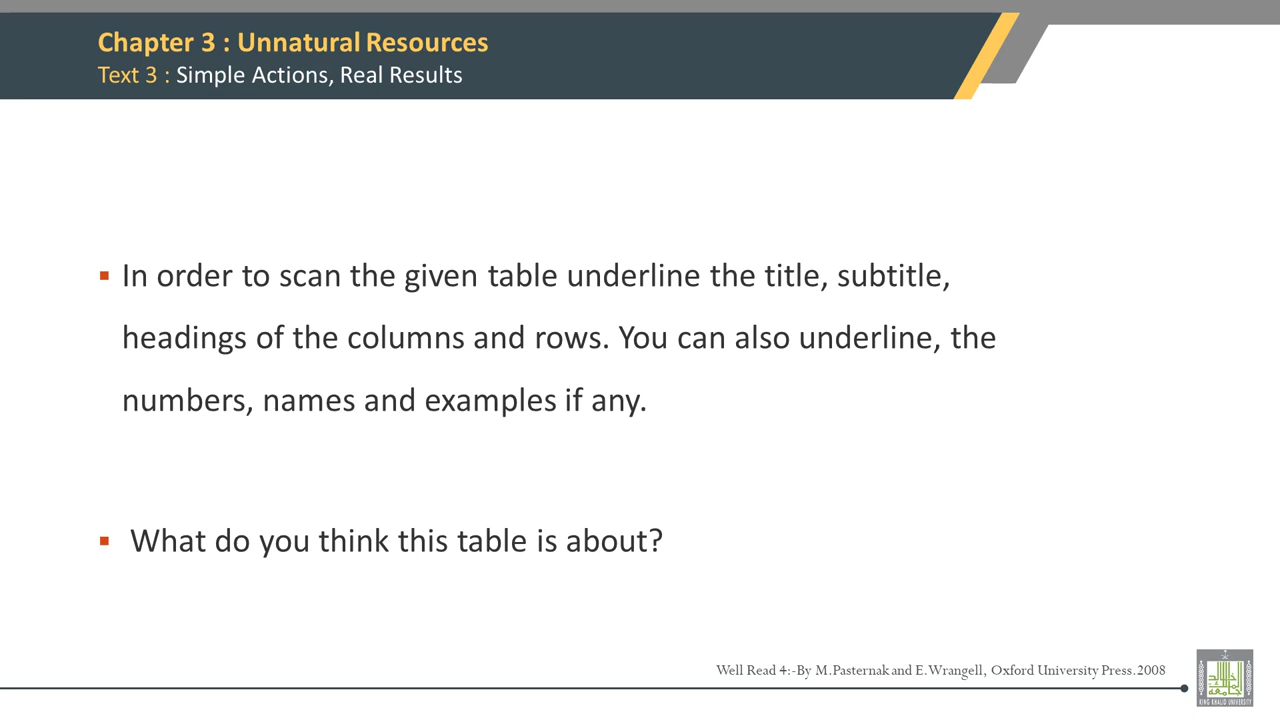 Chapter 3 : Unnatural Resources
Text 3 : Simple Actions, Real Results
▪ In order to scan the given table underline the title, subtitle,
headings of the columns and rows. You can also underline, the
numbers, names and examples if any.
▪ What do you think this table is about?
Well Read 4:-By M.Pasternak and E.Wrangell, Oxford University Press.2008
KING KHALID UNIVERSITY